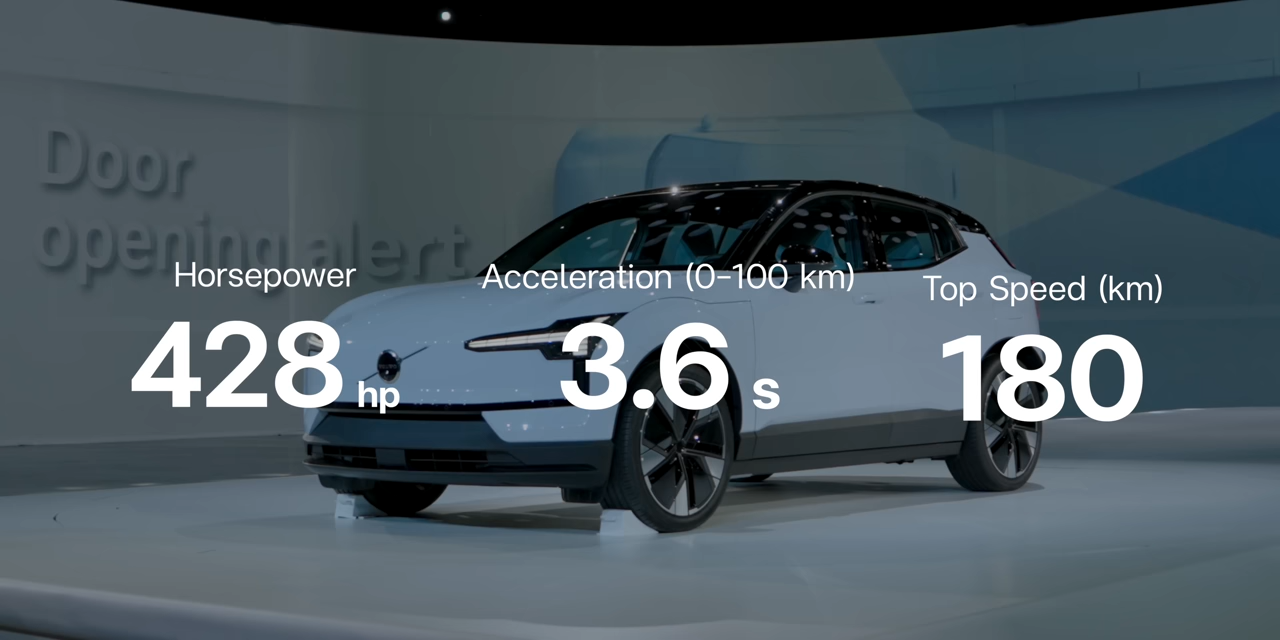 Door
opening alert
Horsepower
428 hp
Acceleration (0-100 km)
3.6 s
Top Speed (km)
180